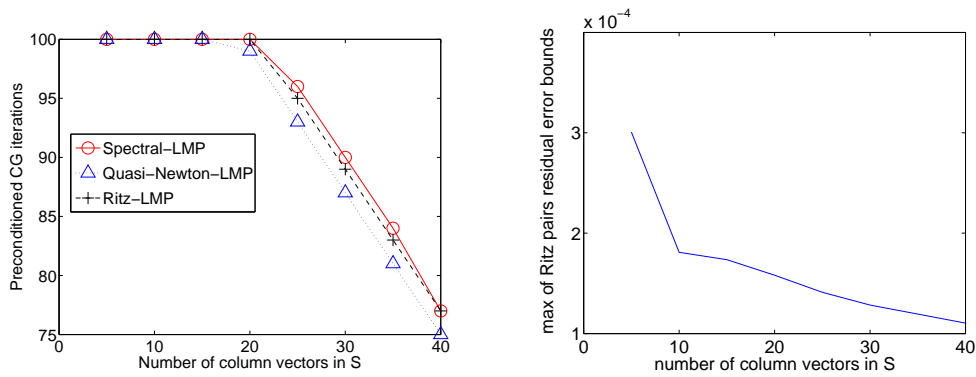 100
95
90
85
80
75
0
10
20
30
40
Number of column vectors in S
Preconditioned CG iterations
Spectral−LMP
Quasi−Newton−LMP
Ritz−LMP
x 10−4
3
2
1
0
10
20
30
40
number of column vectors in S
max of Ritz pairs residual error bounds